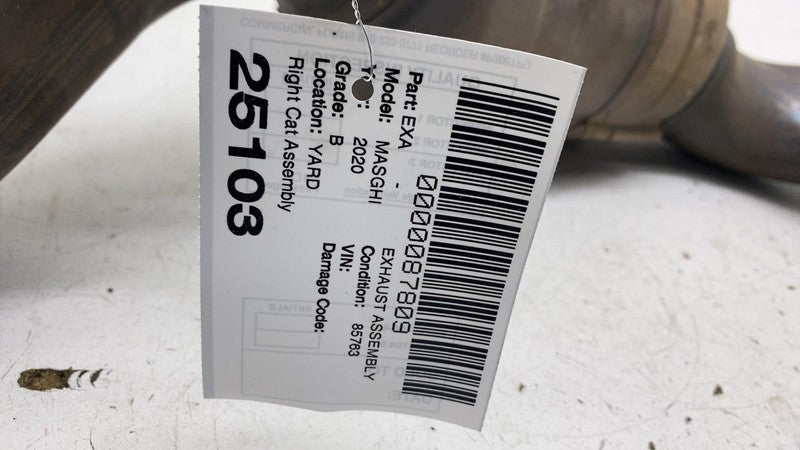 0000087809
Part: EXA - EXHAUST ASSEMBLY
Model: MASGHI Condition: 85763
2020 VIN:
Grade: B Damage Code:
Location: YARD
Right Cat Assembly
25103